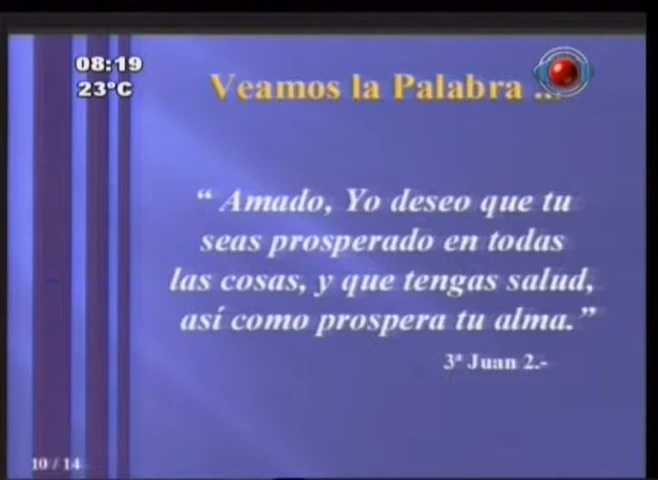 08:19
23°C
Veamos la Palabra ...
“ Amado, Yo deseo que tu
seas prosperado en todas
las cosas, y que tengas salud,
así como prospera tu alma.”
3ª Juan 2.-
10 / 14